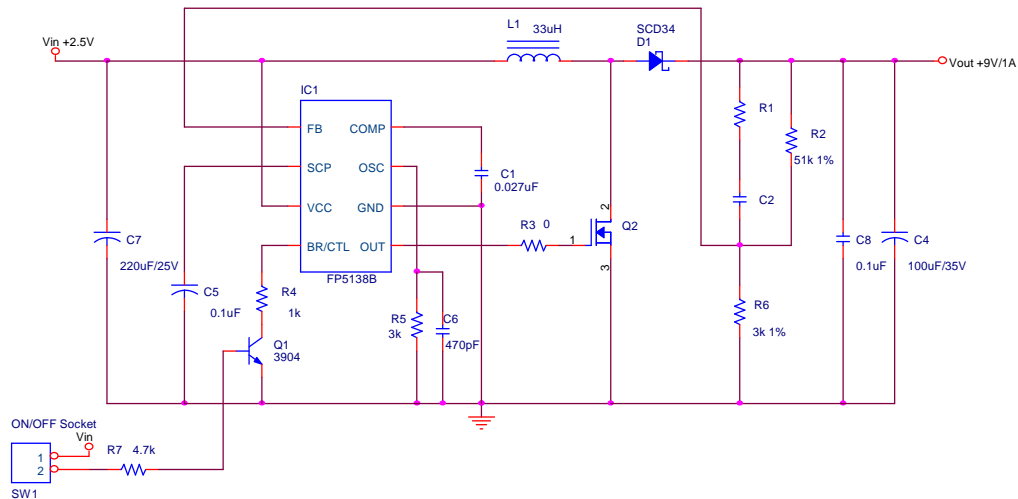 L1
33uH
SCD34
D1
Vin +2.5V
Vout +9V/1A
IC1
FB
COMP
SCP
OSC
VCC
GND
BR/CTL
OUT
FP5138B
R1
R2
51k 1%
C1
0.027uF
C2
2
R3 0
1
Q2
3
C7
220uF/25V
C8
0.1uF
C4
100uF/35V
C5
0.1uF
R4
1k
R5
3k
C6
470pF
R6
3k 1%
Q1
3904
ON/OFF Socket
Vin
1
2
R7 4.7k
SW1